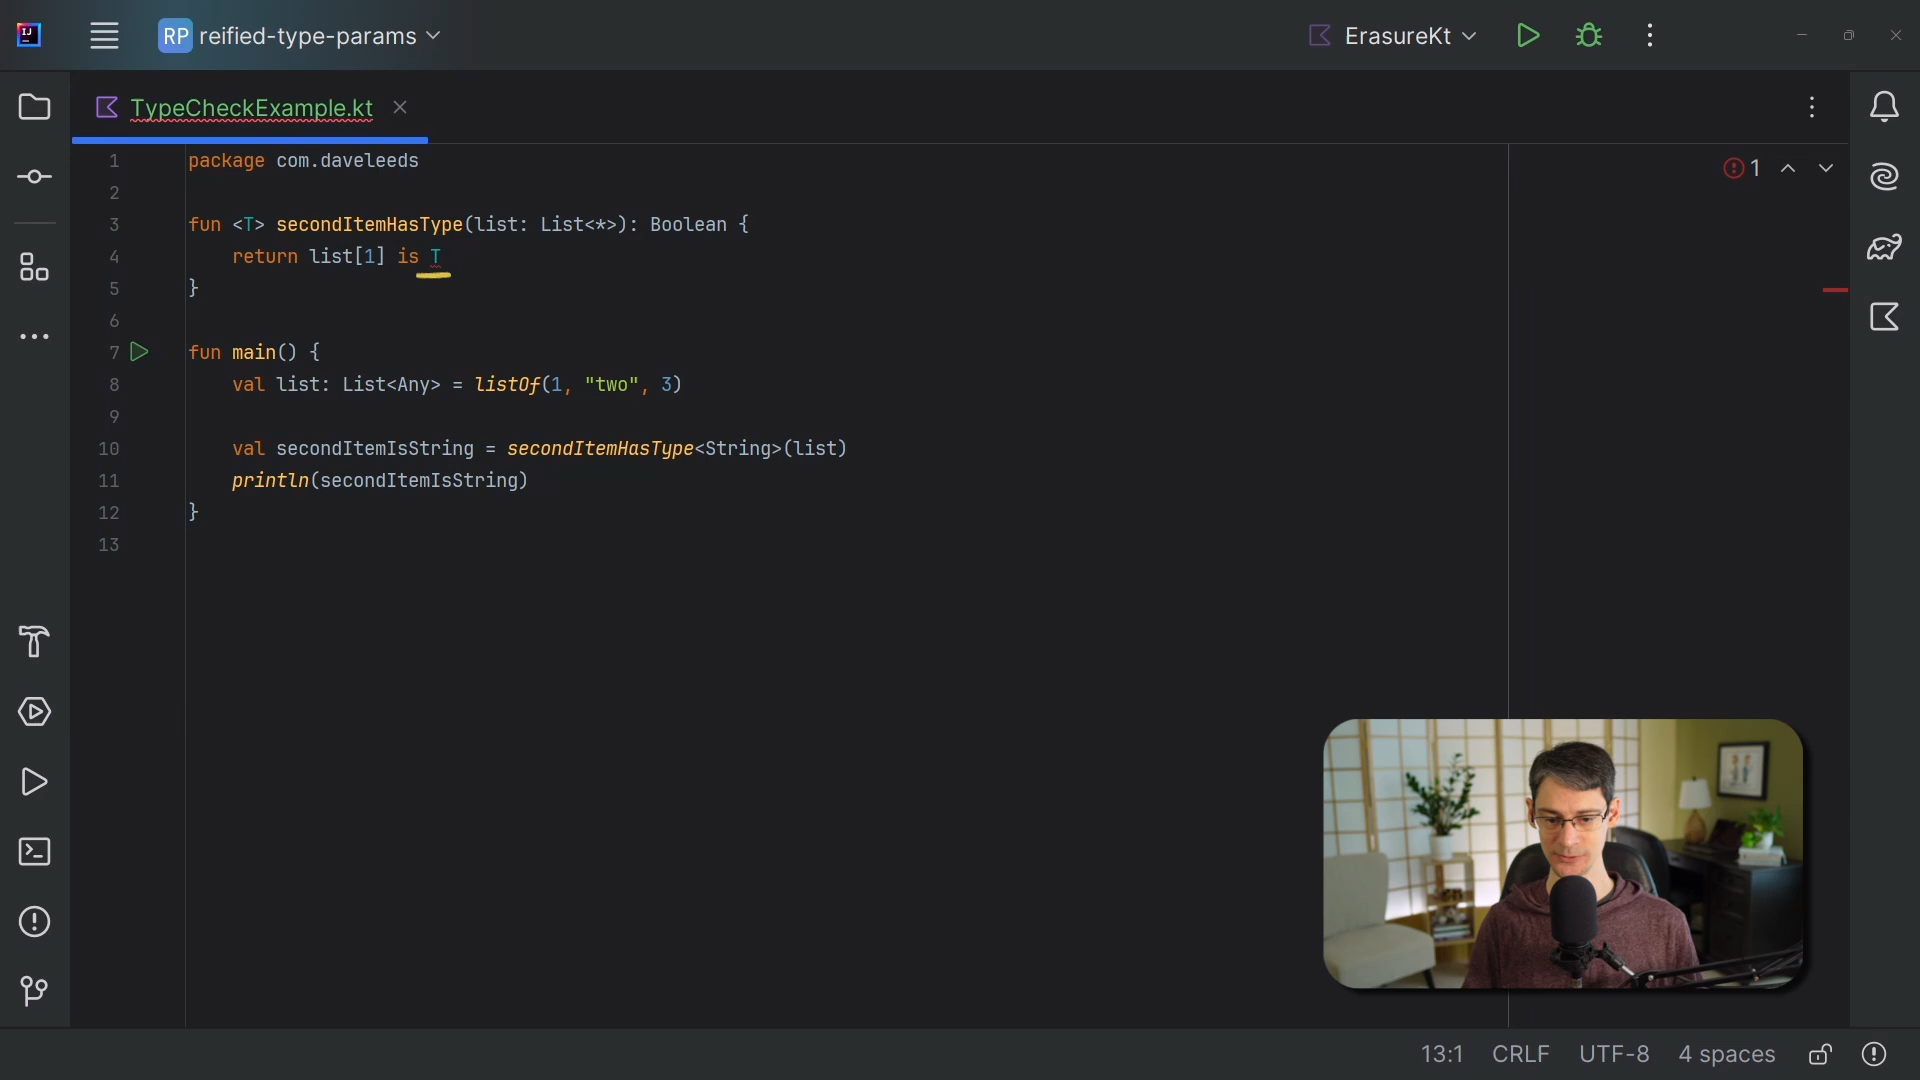 IJ
RP reified-type-params
ErasureKt
TypeCheckExample.kt
1
1 package com.daveleeds
2
3 fun <T> secondItemHasType(list: List<*>): Boolean {
4     return list[1] is T
5 }
6
7 fun main() {
8     val list: List<Any> = listOf(1, "two", 3)
9
10     val secondItemIsString = secondItemHasType<String>(list)
11     println(secondItemIsString)
12 }
13
13:1 CRLF UTF-8 4 spaces